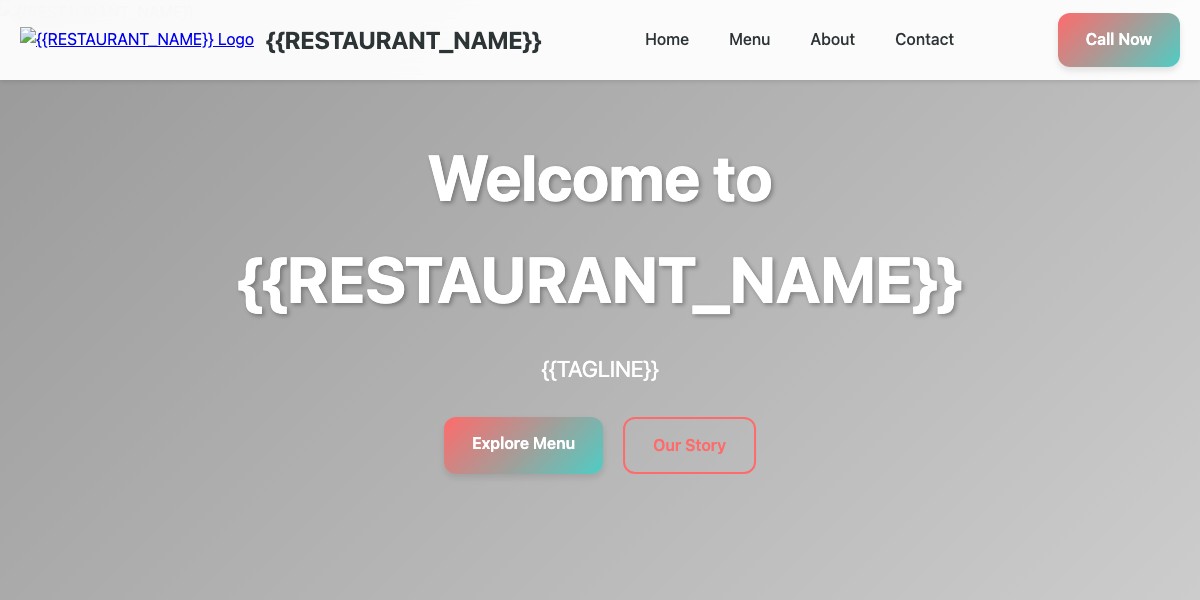 {{RESTAURANT_NAME}} Logo {{RESTAURANT_NAME}} Home Menu About Contact Call Now
Welcome to
{{RESTAURANT_NAME}}
{{TAGLINE}}
Explore Menu Our Story